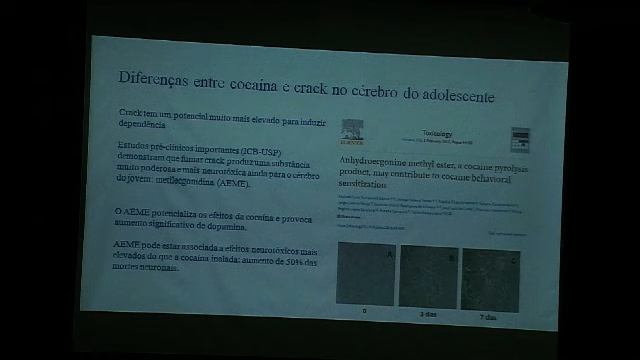 Diferenças entre cocaína e crack no cérebro do adolescente
Crack tem um potencial muito mais elevado para induzir
dependência
Estudos pré-clínicos importantes (ICB-USP)
demonstram que fumar crack produz uma substância
muito poderosa e mais neurotóxica ainda para o cérebro
do jovem: metilecgonidina (AEME).
O AEME potencializa os efeitos da cocaína e provoca
aumento significativo de dopamina.
AEME pode estar associada a efeitos neurotóxicos mais
elevados do que a cocaína inalada: aumento de 50% das
mortes neuronais.
ELSEVIER
Toxicology
Anhydroecgonine methyl ester, a cocaine pyrolysis
product, may contribute to cocaine behavioral
sensitization
A
B
C
0
3 dias
7 dias